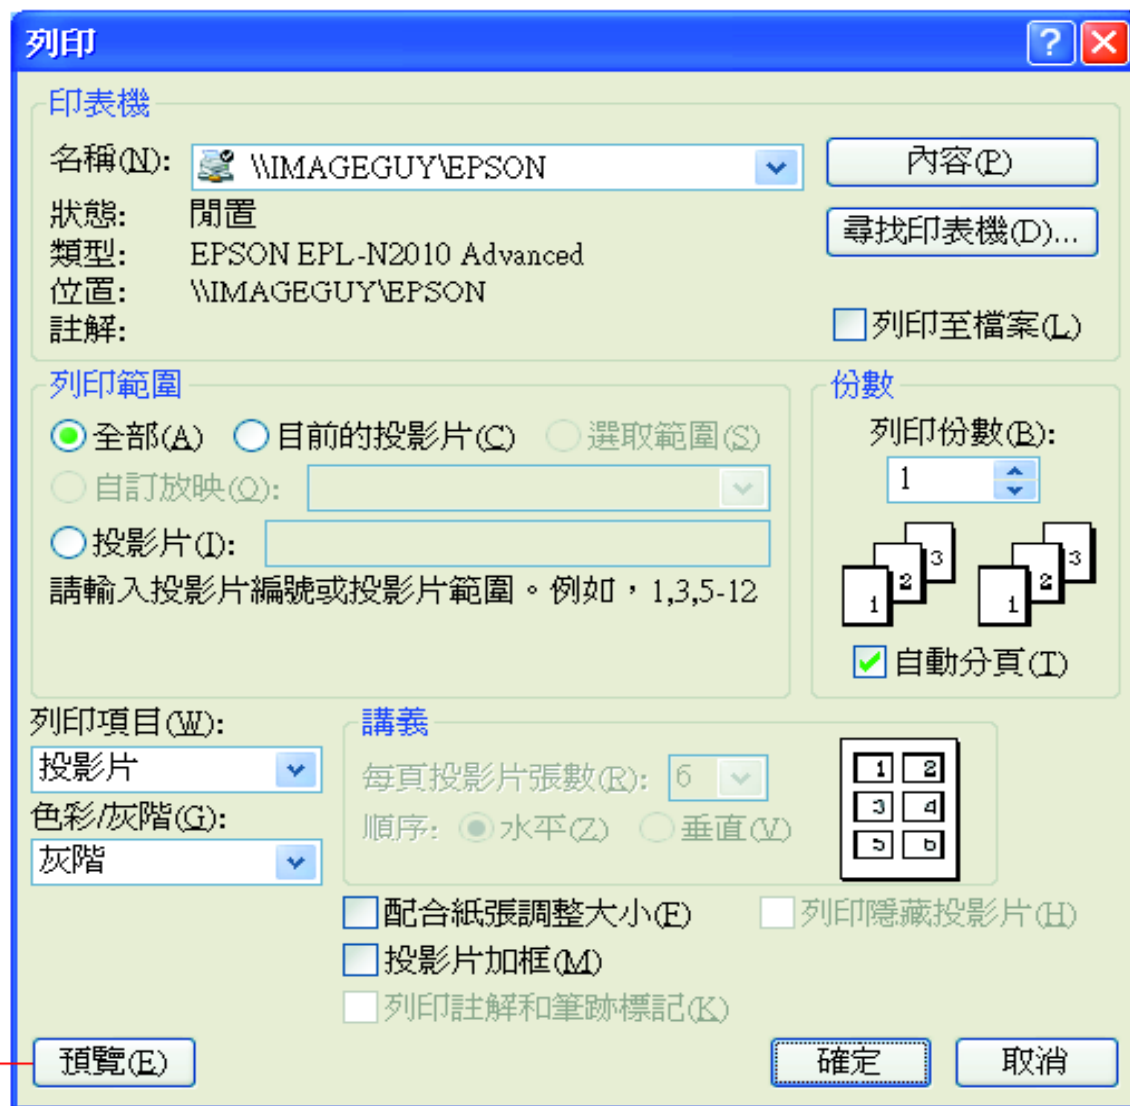 列印
印表機
名稱(N): \\IMAGEGUY\EPSON 內容(P)
狀態: 閒置
尋找印表機(D)...
類型: EPSON EPL-N2010 Advanced
位置: \\IMAGEGUY\EPSON
註解:
列印至檔案(L)
列印範圍
全部(A) 目前的投影片(C) 選取範圍(S)
自訂放映(O):
投影片(I):
請輸入投影片編號或投影片範圍。例如，1,3,5-12
份數
列印份數(B):
1
1 2 3 1 2 3
自動分頁(T)
列印項目(W):
投影片
色彩/灰階(G):
灰階
講義
每頁投影片張數(R): 6
順序: 水平(Z) 垂直(V)
1 2
3 4
5 6
配合紙張調整大小(F) 列印隱藏投影片(H)
投影片加框(M)
列印註解和筆跡標記(K)
預覽(E) 確定 取消